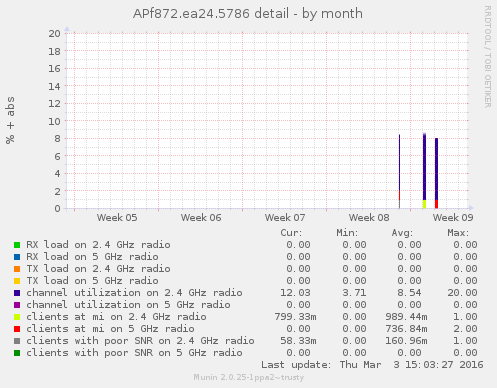 APf872.ea24.5786 detail - by month
RRDTOOL / TOBI OETIKER
% + abs
20
18
16
14
12
10
8
6
4
2
0
Week 05 Week 06 Week 07 Week 08 Week 09
Cur: Min: Avg: Max:
RX load on 2.4 GHz radio 0.00 0.00 0.00 0.00
RX load on 5 GHz radio 0.00 0.00 0.00 0.00
TX load on 2.4 GHz radio 0.00 0.00 0.00 0.00
TX load on 5 GHz radio 0.00 0.00 0.00 0.00
channel utilization on 2.4 GHz radio 12.03 3.71 8.54 20.00
channel utilization on 5 GHz radio 0.00 0.00 0.00 0.00
clients at mi on 2.4 GHz radio 799.33m 0.00 989.44m 1.00
clients at mi on 5 GHz radio 0.00 0.00 736.84m 2.00
clients with poor SNR on 2.4 GHz radio 58.33m 0.00 160.96m 1.00
clients with poor SNR on 5 GHz radio 0.00 0.00 0.00 0.00
Last update: Thu Mar 3 15:03:27 2016
Munin 2.0.25-1ppa2~trusty